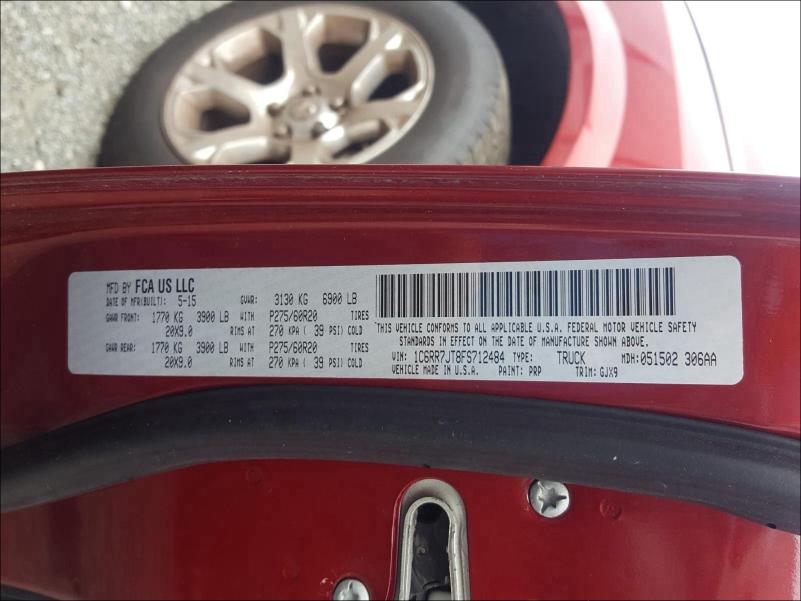 MFD BY FCA US LLC
DATE OF MFR(BUILT): 5-15 GVWR: 3130 KG 6900 LB
GAWR FRONT: 1770 KG 3900 LB WITH P275/60R20 TIRES
20X9.0 RIMS AT 270 KPA ( 39 PSI) COLD
GAWR REAR: 1770 KG 3900 LB WITH P275/60R20 TIRES
20X9.0 RIMS AT 270 KPA ( 39 PSI) COLD
THIS VEHICLE CONFORMS TO ALL APPLICABLE U.S.A. FEDERAL MOTOR VEHICLE SAFETY
STANDARDS IN EFFECT ON THE DATE OF MANUFACTURE SHOWN ABOVE.
VIN: 1C6RR7JT8FS712484 TYPE: TRUCK MDH:051502 306AA
VEHICLE MADE IN U.S.A. PAINT: PRP TRIM: GJX9